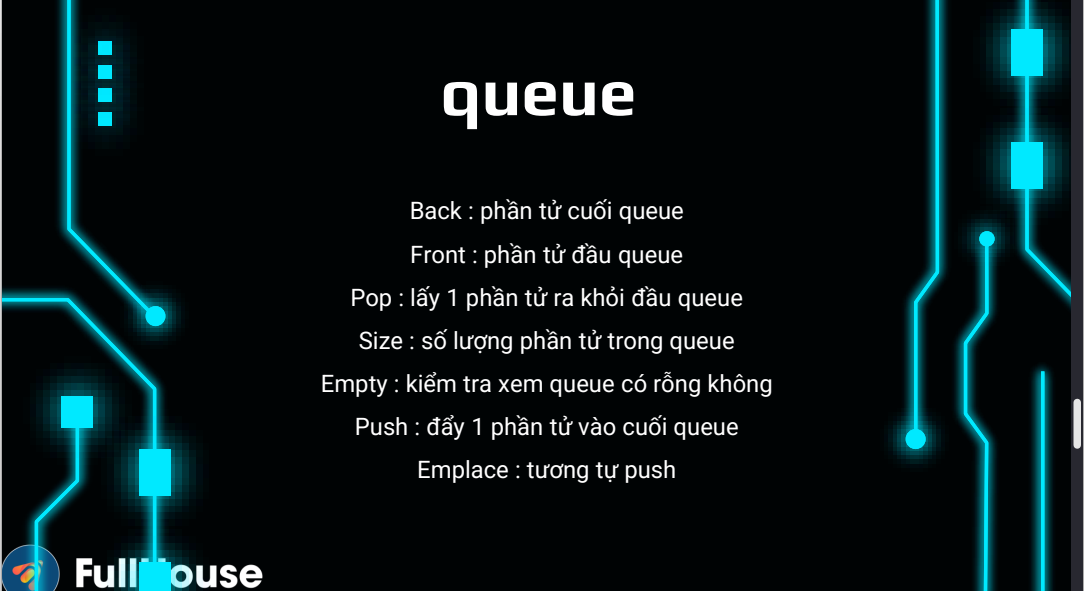 queue
Back : phần tử cuối queue
Front : phần tử đầu queue
Pop : lấy 1 phần tử ra khỏi đầu queue
Size : số lượng phần tử trong queue
Empty : kiểm tra xem queue có rỗng không
Push : đẩy 1 phần tử vào cuối queue
Emplace : tương tự push
FullHouse